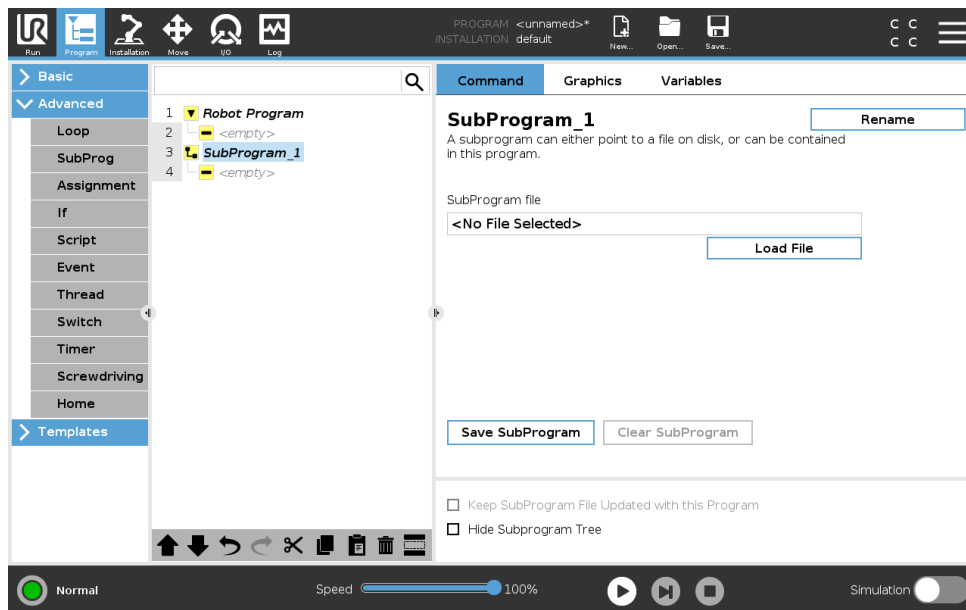 UR
PROGRAM <unnamed>*
INSTALLATION default
Run Program Installation Move I/O Log New... Open... Save...
C C
C C
Basic
Advanced
Loop
SubProg
Assignment
If
Script
Event
Thread
Switch
Timer
Screwdriving
Home
Templates
1 Robot Program
2 <empty>
3 SubProgram_1
4 <empty>
Command Graphics Variables
SubProgram_1
Rename
A subprogram can either point to a file on disk, or can be contained
in this program.
SubProgram file
<No File Selected>
Load File
Save SubProgram Clear SubProgram
Keep SubProgram File Updated with this Program
Hide Subprogram Tree
Normal Speed 100% Simulation